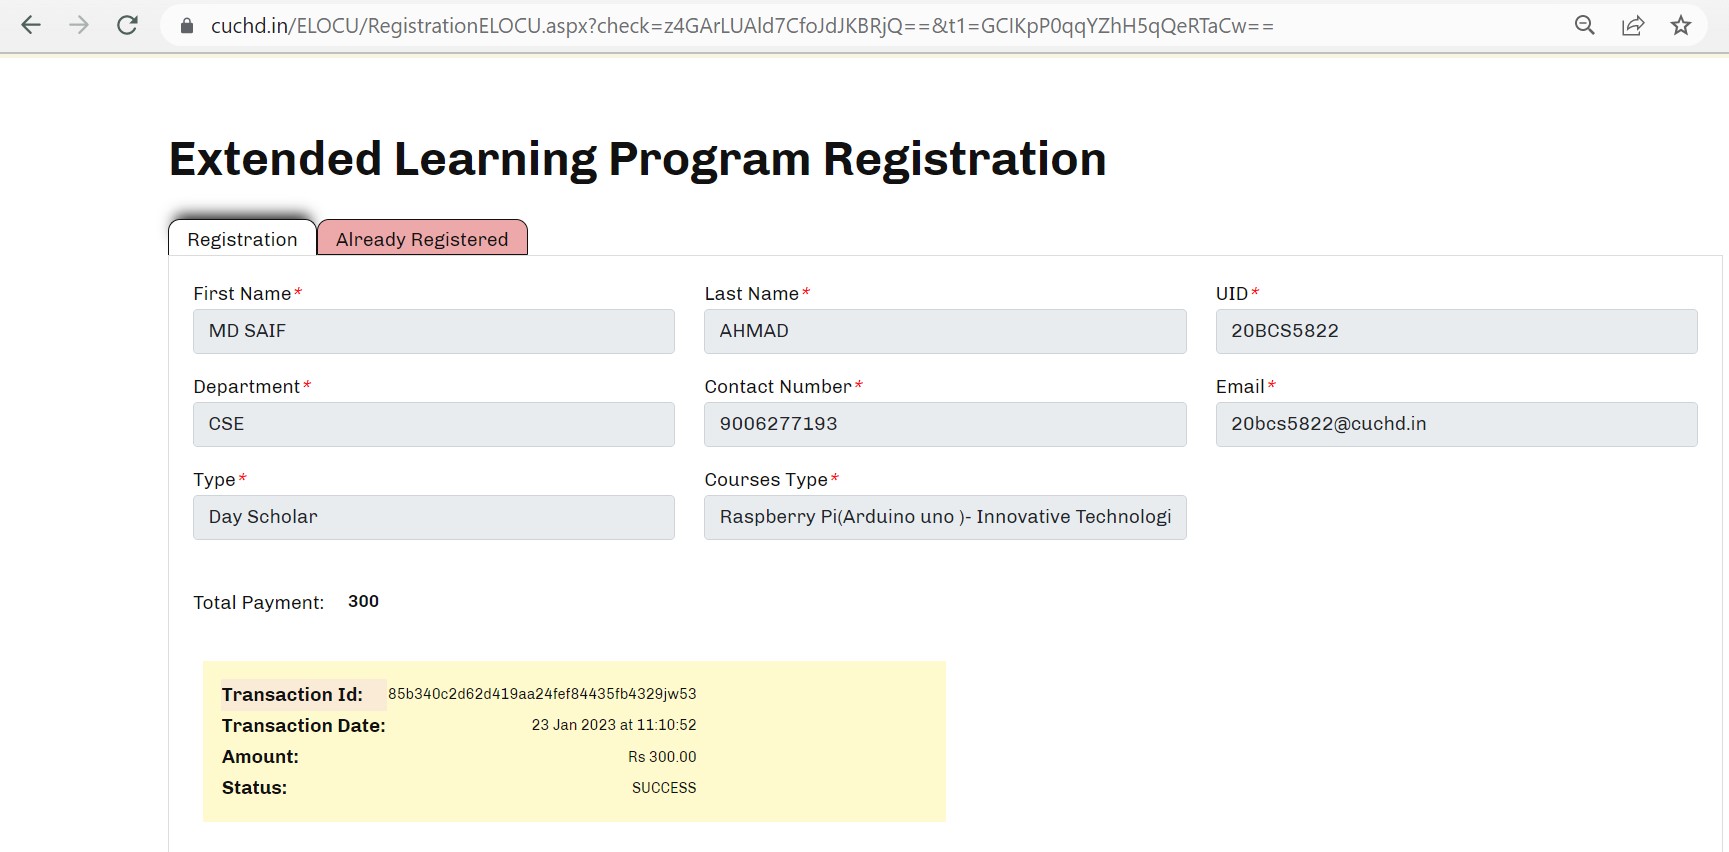 cuchd.in/ELOCU/RegistrationELOCU.aspx?check=z4GArLUAld7CfoJdJKBRjQ==&t1=GCIKpP0qqYZhH5qQeRTaCw==
Extended Learning Program Registration
Registration Already Registered
First Name* Last Name* UID*
MD SAIF AHMAD 20BCS5822
Department* Contact Number* Email*
CSE 9006277193 20bcs5822@cuchd.in
Type* Courses Type*
Day Scholar Raspberry Pi(Arduino uno )- Innovative Technologi
Total Payment: 300
Transaction Id: 85b340c2d62d419aa24fef84435fb4329jw53
Transaction Date: 23 Jan 2023 at 11:10:52
Amount: Rs 300.00
Status: SUCCESS